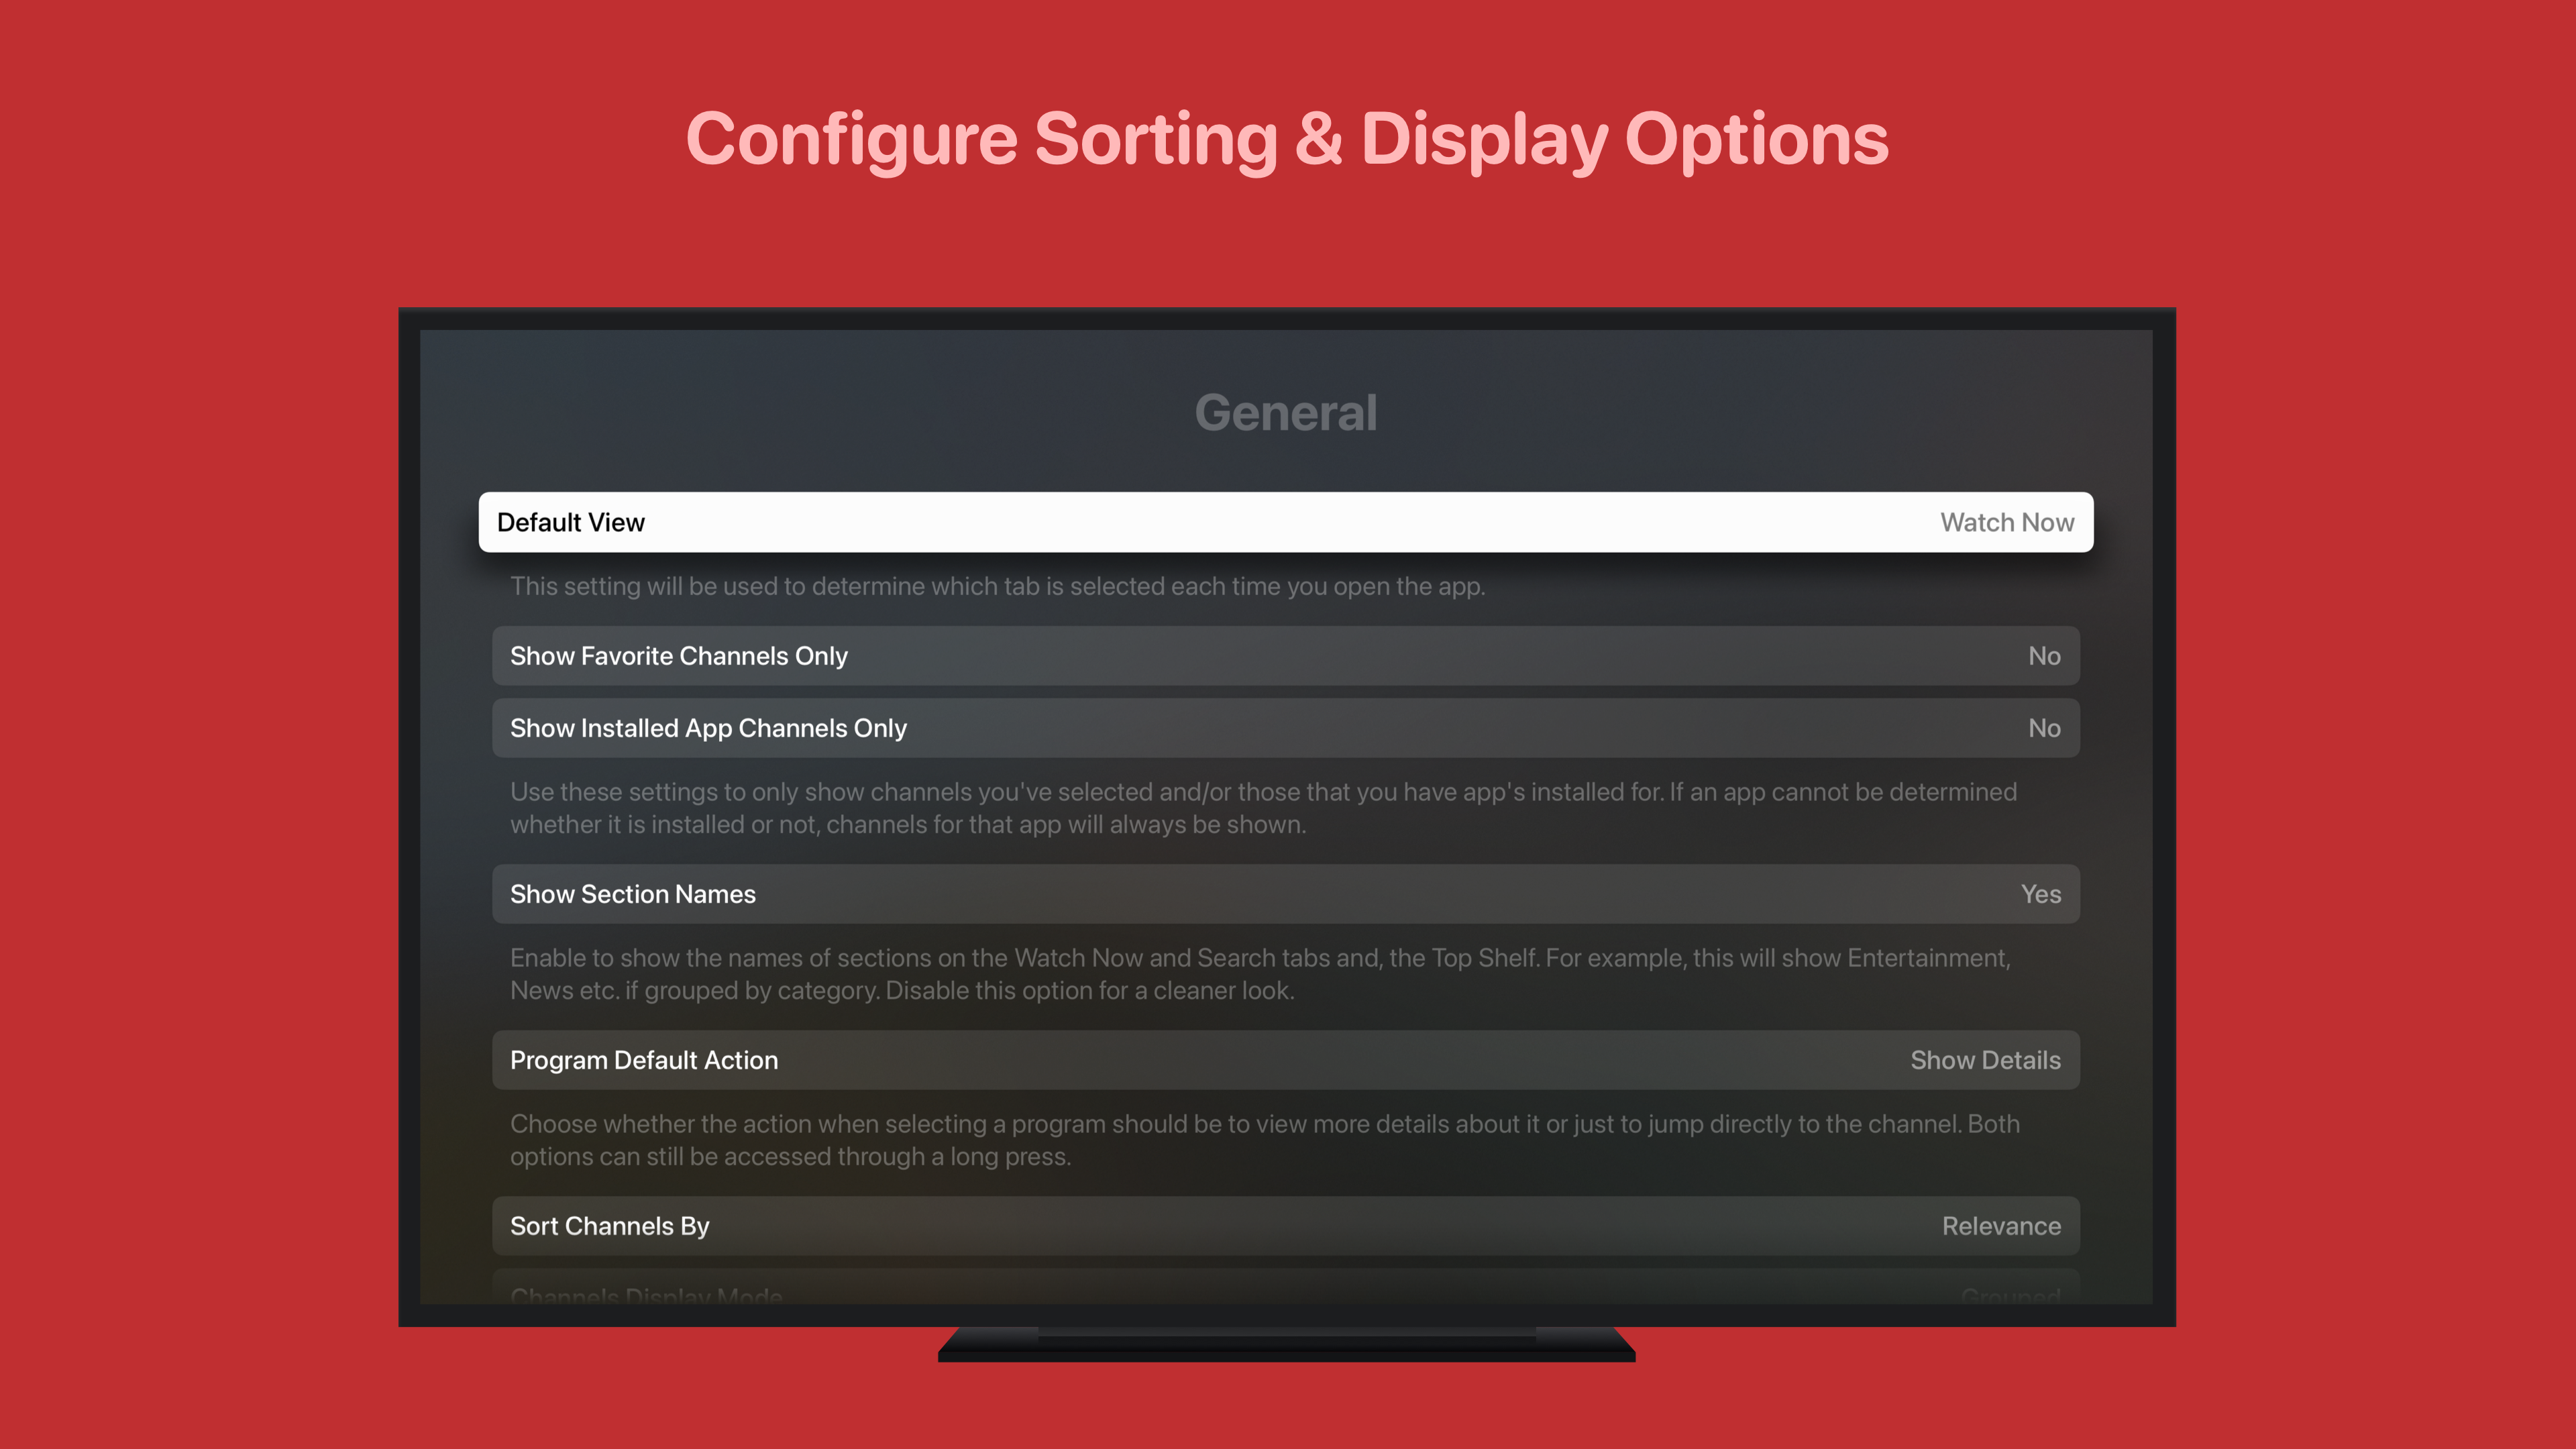 Configure Sorting & Display Options
General
Default View Watch Now
This setting will be used to determine which tab is selected each time you open the app.
Show Favorite Channels Only No
Show Installed App Channels Only No
Use these settings to only show channels you've selected and/or those that you have app's installed for. If an app cannot be determined
whether it is installed or not, channels for that app will always be shown.
Show Section Names Yes
Enable to show the names of sections on the Watch Now and Search tabs and, the Top Shelf. For example, this will show Entertainment,
News etc. if grouped by category. Disable this option for a cleaner look.
Program Default Action Show Details
Choose whether the action when selecting a program should be to view more details about it or just to jump directly to the channel. Both
options can still be accessed through a long press.
Sort Channels By Relevance
Channels Display Mode Grouped